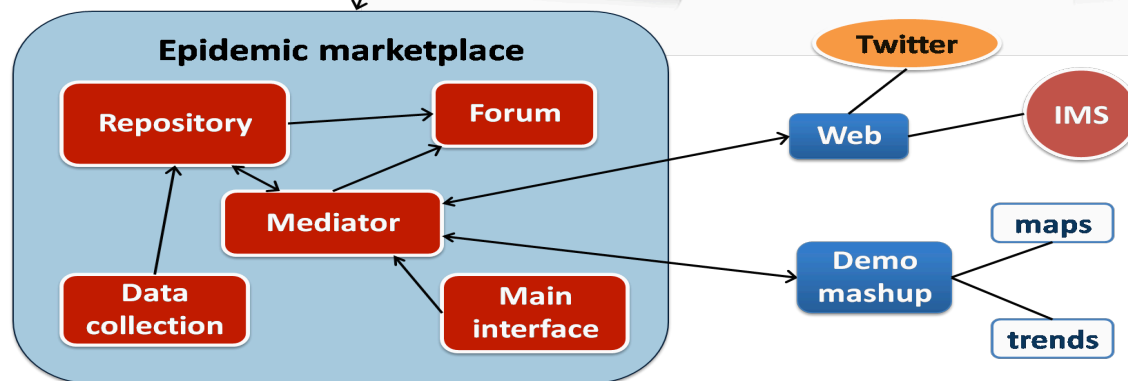 Epidemic marketplace
Twitter
Repository
Forum
Web
IMS
Mediator
maps
Data
collection
Main
interface
Demo
mashup
trends